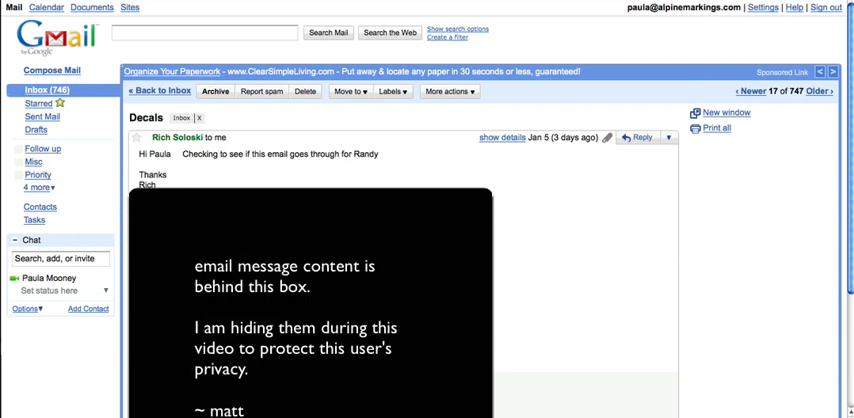 Mail Calendar Documents Sites
paula@alpinemarkings.com | Settings | Help | Sign out
Gmail
by Google
Search Mail Search the Web Show search options
Create a filter
Compose Mail
Inbox (746)
Starred
Sent Mail
Drafts
Follow up
Misc
Priority
4 more▾
Contacts
Tasks
– Chat
Search, add, or invite
Paula Mooney
Set status here ▼
Options▾ Add Contact
Organize Your Paperwork - www.ClearSimpleLiving.com - Put away & locate any paper in 30 seconds or less, guaranteed!
Sponsored Link < >
« Back to Inbox Archive Report spam Delete Move to ▾ Labels ▾ More actions ▾
‹ Newer 17 of 747 Older ›
Decals Inbox X
Rich Soloski to me
show details Jan 5 (3 days ago) Reply ▼
Hi Paula Checking to see if this email goes through for Randy
Thanks
Rich
New window
Print all
email message content is
behind this box.
I am hiding them during this
video to protect this user's
privacy.
~ matt